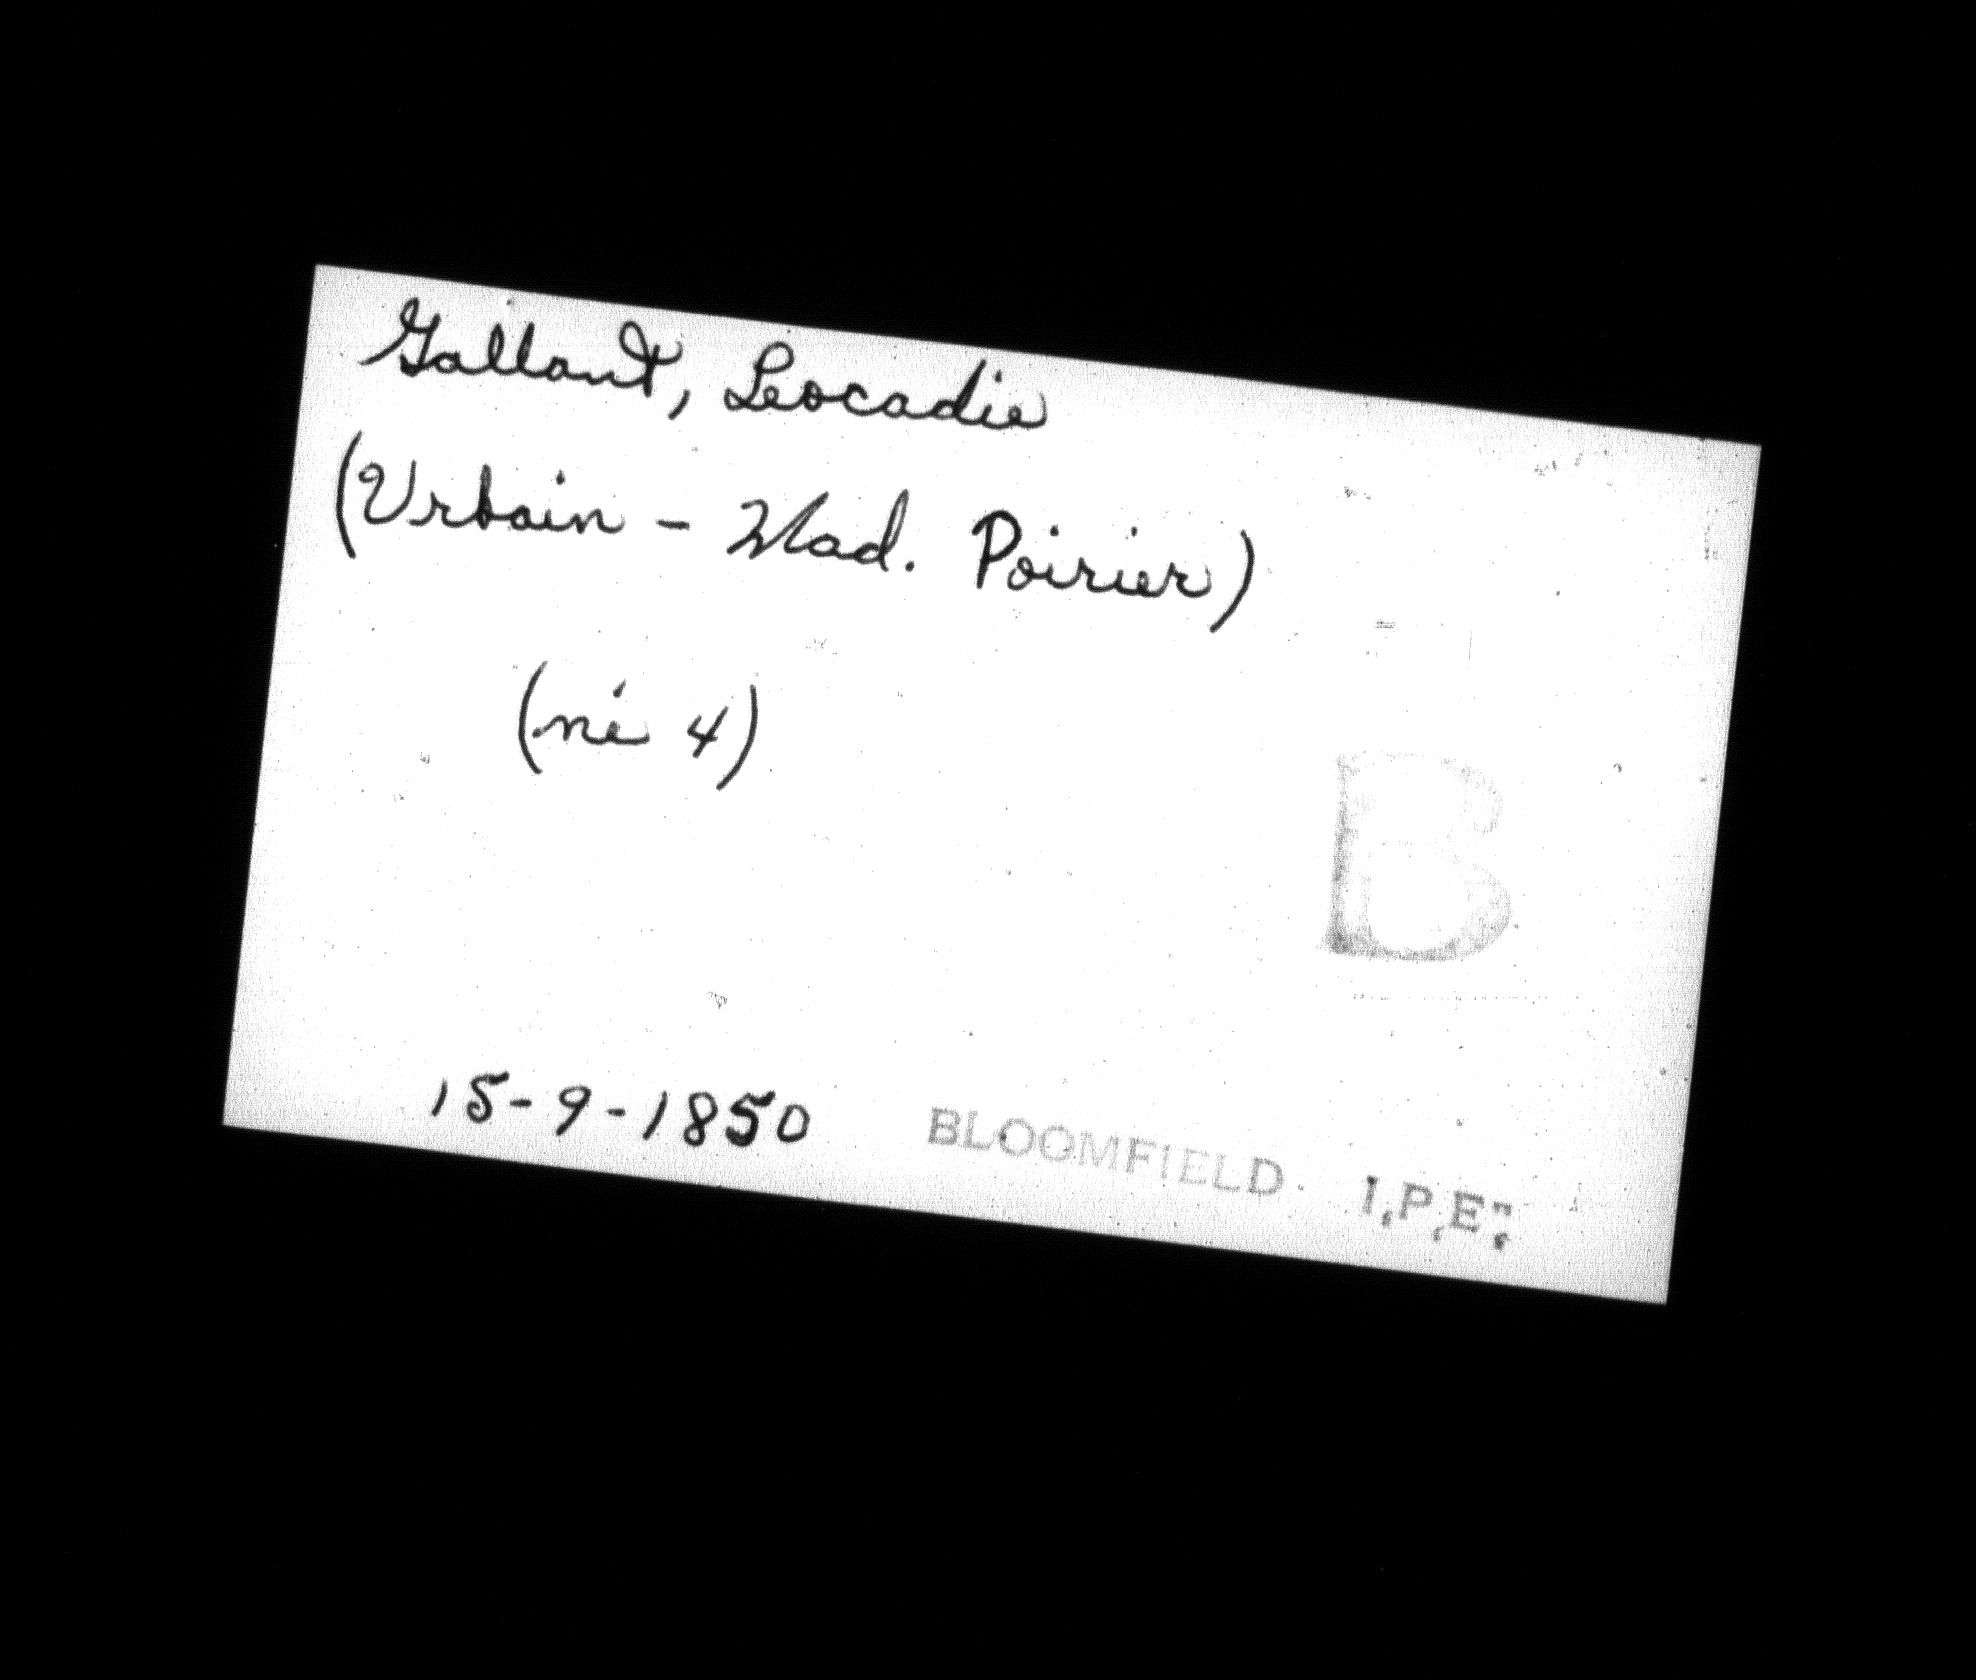 Gallant, Leocadie
(Urbain - Mad. Poirier)
(né 4)
B
15-9-1850 BLOOMFIELD. I.P.E.